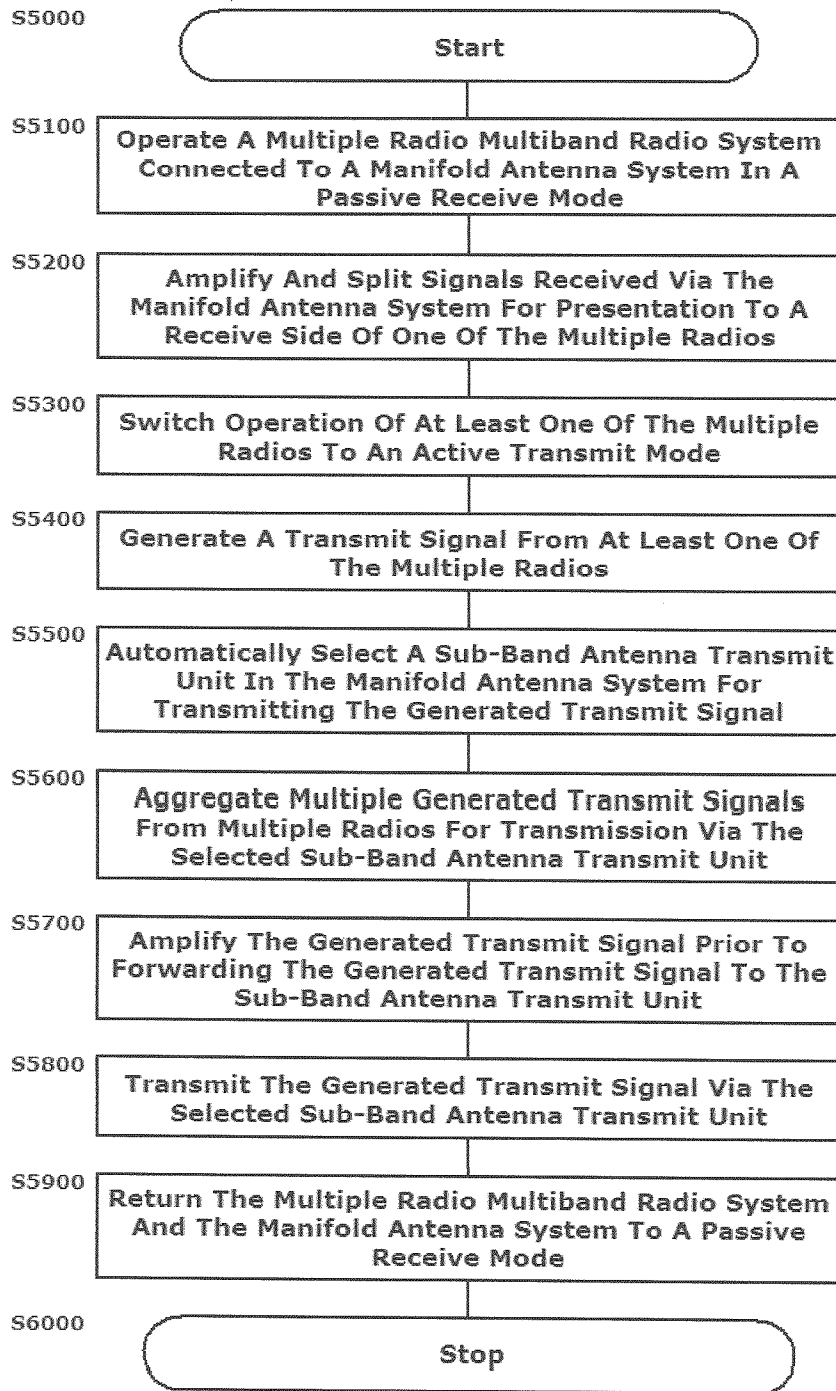 S5000
Start
S5100
Operate A Multiple Radio Multiband Radio System
Connected To A Manifold Antenna System In A
Passive Receive Mode
S5200
Amplify And Split Signals Received Via The
Manifold Antenna System For Presentation To A
Receive Side Of One Of The Multiple Radios
S5300
Switch Operation Of At Least One Of The Multiple
Radios To An Active Transmit Mode
S5400
Generate A Transmit Signal From At Least One Of
The Multiple Radios
S5500
Automatically Select A Sub-Band Antenna Transmit
Unit In The Manifold Antenna System For
Transmitting The Generated Transmit Signal
S5600
Aggregate Multiple Generated Transmit Signals
From Multiple Radios For Transmission Via The
Selected Sub-Band Antenna Transmit Unit
S5700
Amplify The Generated Transmit Signal Prior To
Forwarding The Generated Transmit Signal To The
Sub-Band Antenna Transmit Unit
S5800
Transmit The Generated Transmit Signal Via The
Selected Sub-Band Antenna Transmit Unit
S5900
Return The Multiple Radio Multiband Radio System
And The Manifold Antenna System To A Passive
Receive Mode
S6000
Stop